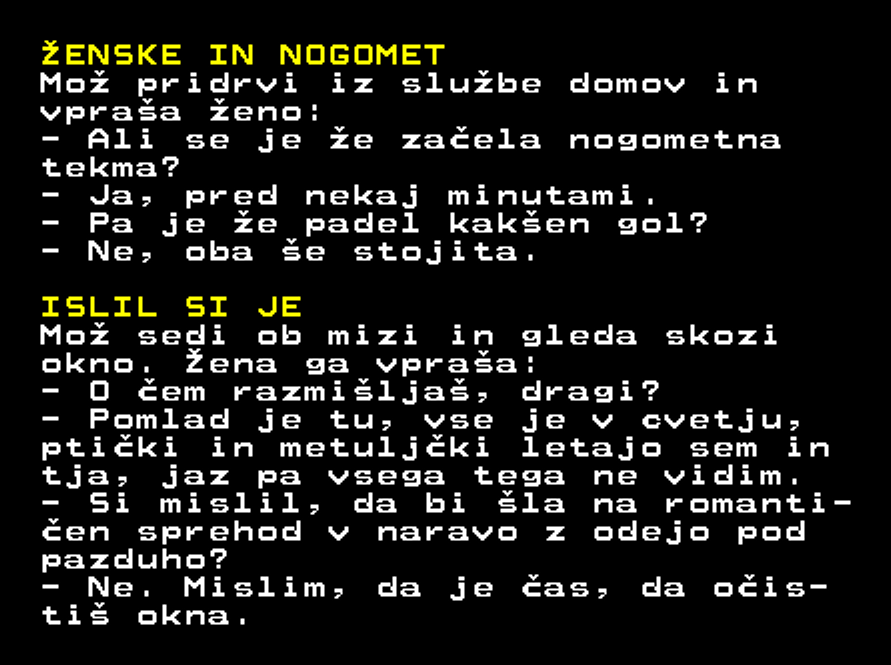 ŽENSKE IN NOGOMET
Mož pridrvi iz službe domov in
vpraša ženo:
- Ali se je že začela nogometna
tekma?
- Ja, pred nekaj minutami.
- Pa je že padel kakšen gol?
- Ne, oba še stojita.
ISLIL SI JE
Mož sedi ob mizi in gleda skozi
okno. Žena ga vpraša:
- O čem razmišljaš, dragi?
- Pomlad je tu, vse je v cvetju,
ptički in metuljčki letajo sem in
tja, jaz pa vsega tega ne vidim.
- Si mislil, da bi šla na romanti-
čen sprehod v naravo z odejo pod
pazduho?
- Ne. Mislim, da je čas, da očis-
tiš okna.